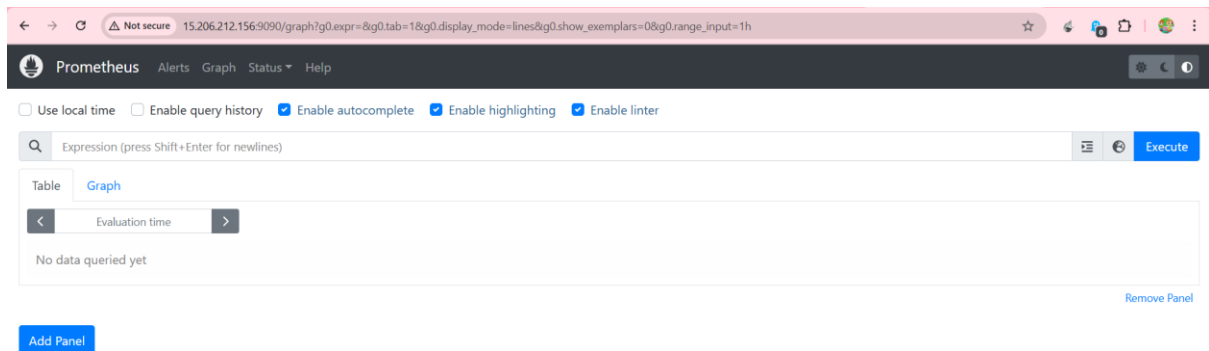 Not secure 15.206.212.156:9090/graph?g0.expr=&g0.tab=1&g0.display_mode=lines&g0.show_exemplars=0&g0.range_input=1h
Prometheus Alerts Graph Status Help
Use local time Enable query history Enable autocomplete Enable highlighting Enable linter
Expression (press Shift+Enter for newlines) Execute
Table Graph
Evaluation time
No data queried yet
Remove Panel
Add Panel